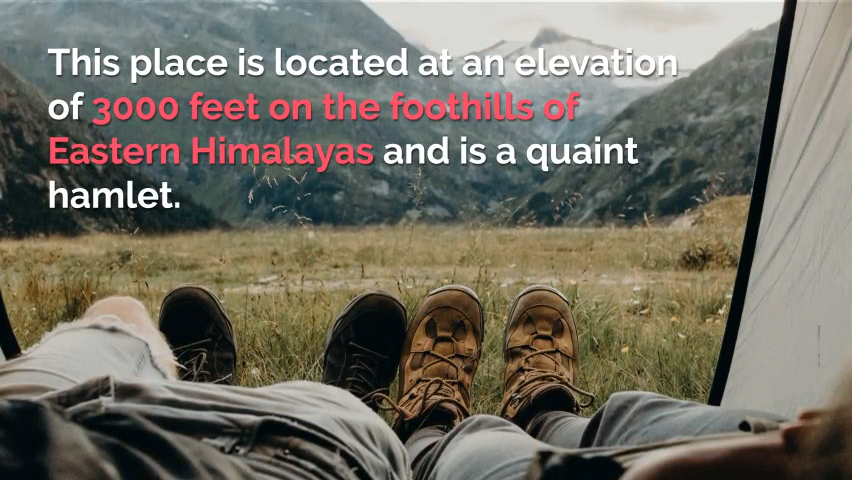 This place is located at an elevation
of 3000 feet on the foothills of
Eastern Himalayas and is a quaint
hamlet.